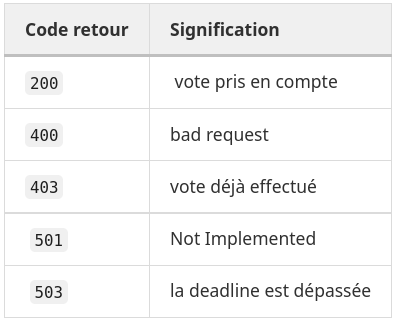 Code retour Signification
200 vote pris en compte
400 bad request
403 vote déjà effectué
501 Not Implemented
503 la deadline est dépassée